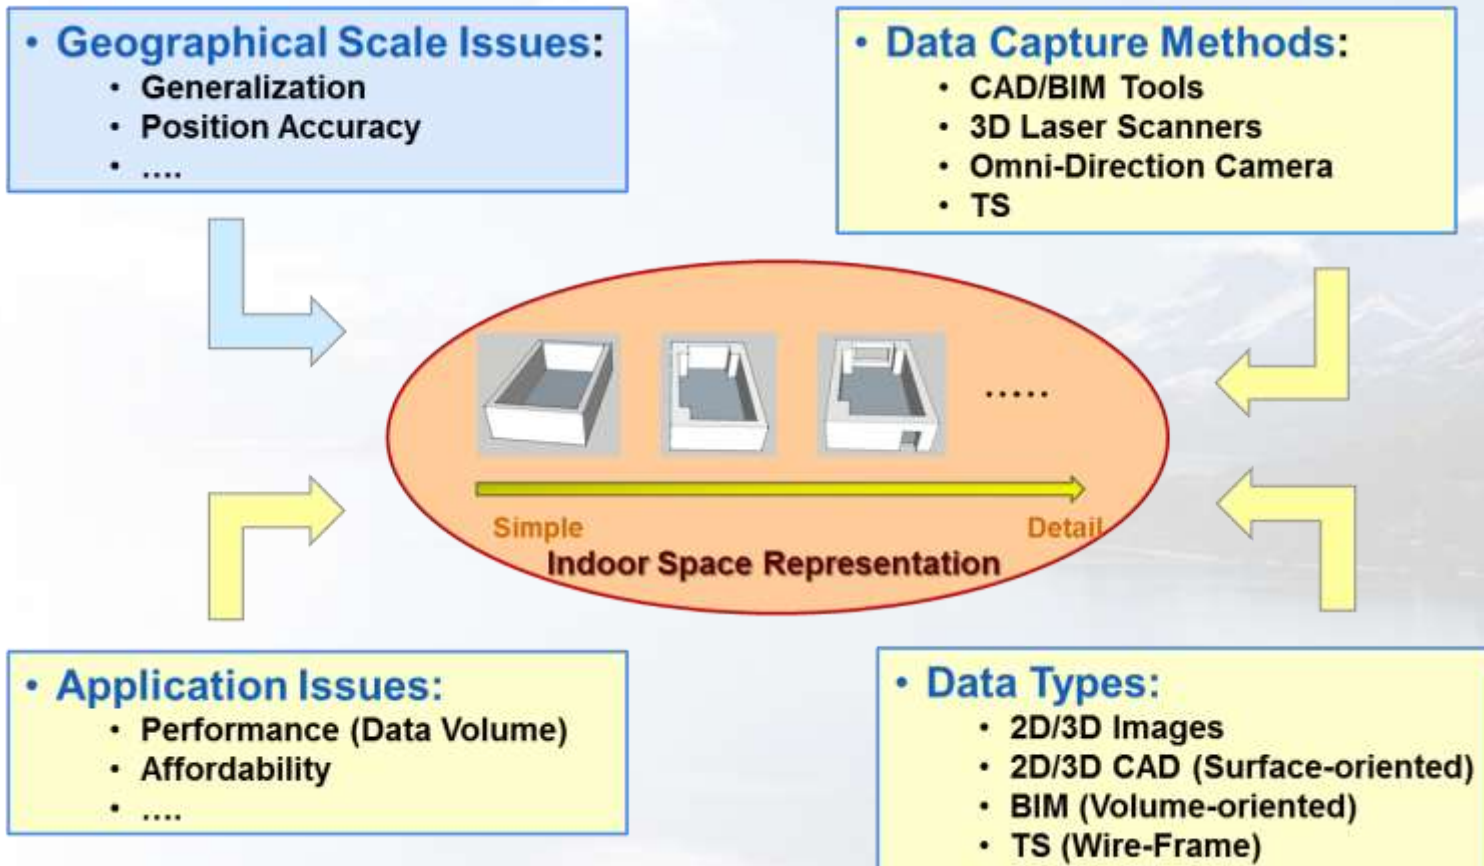 • Geographical Scale Issues:
• Generalization
• Position Accuracy
• ....
• Data Capture Methods:
• CAD/BIM Tools
• 3D Laser Scanners
• Omni-Direction Camera
• TS
.....
Simple
Detail
Indoor Space Representation
• Application Issues:
• Performance (Data Volume)
• Affordability
• ....
• Data Types:
• 2D/3D Images
• 2D/3D CAD (Surface-oriented)
• BIM (Volume-oriented)
• TS (Wire-Frame)